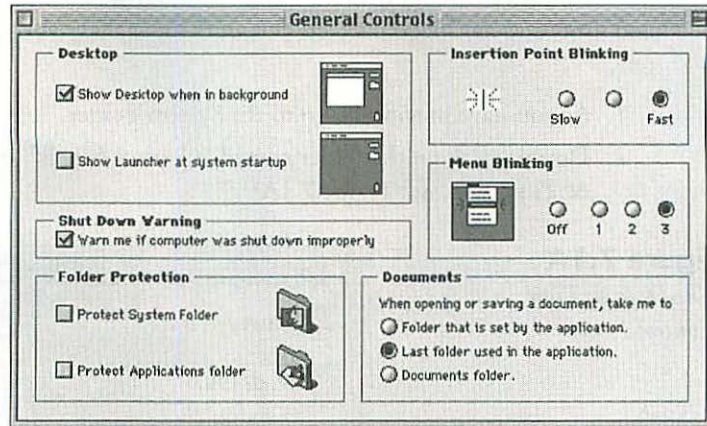 General Controls
Desktop
Show Desktop when in background
Show Launcher at system startup
Shut Down Warning
Warn me if computer was shut down improperly
Folder Protection
Protect System Folder
Protect Applications folder
Insertion Point Blinking
Slow
Fast
Menu Blinking
Off 1 2 3
Documents
When opening or saving a document, take me to
Folder that is set by the application.
Last folder used in the application.
Documents folder.